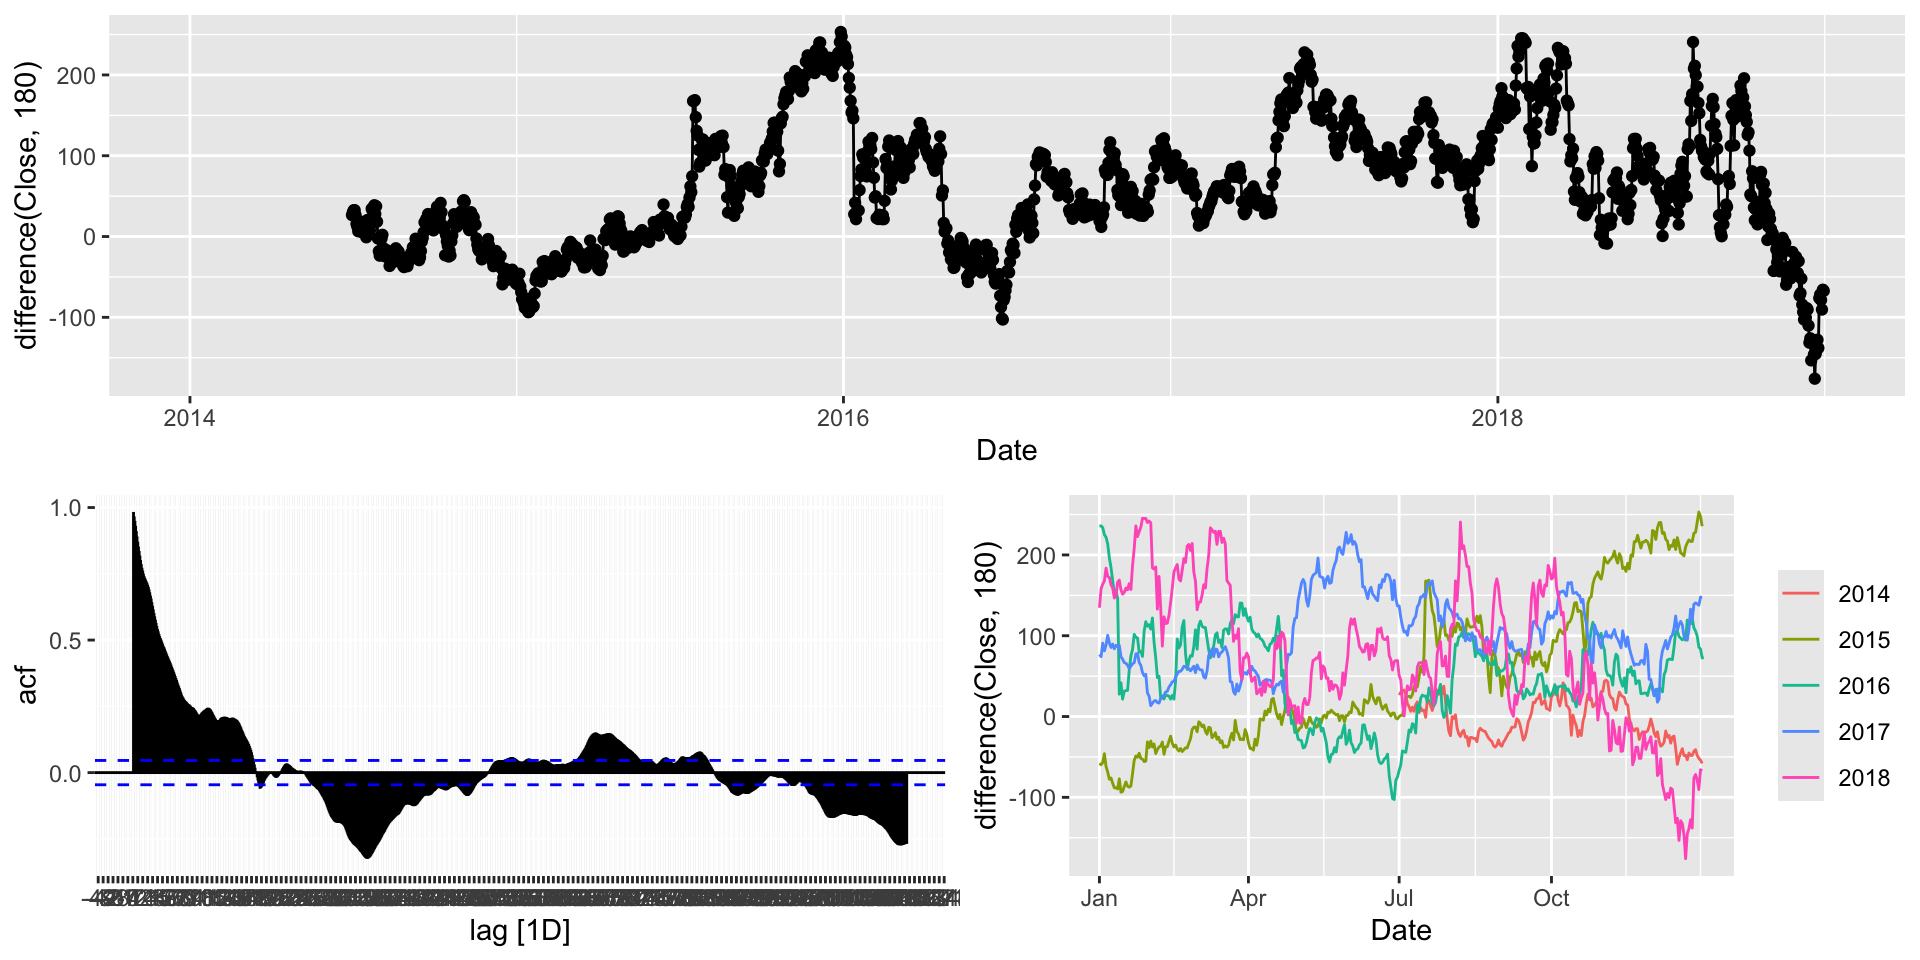 difference(Close, 180)
200
100
0
-100
2014
2016
2018
Date
acf
1.0
0.5
0.0
lag [1D]
difference(Close, 180)
200
100
0
-100
Jan
Apr
Jul
Oct
Date
2014
2015
2016
2017
2018